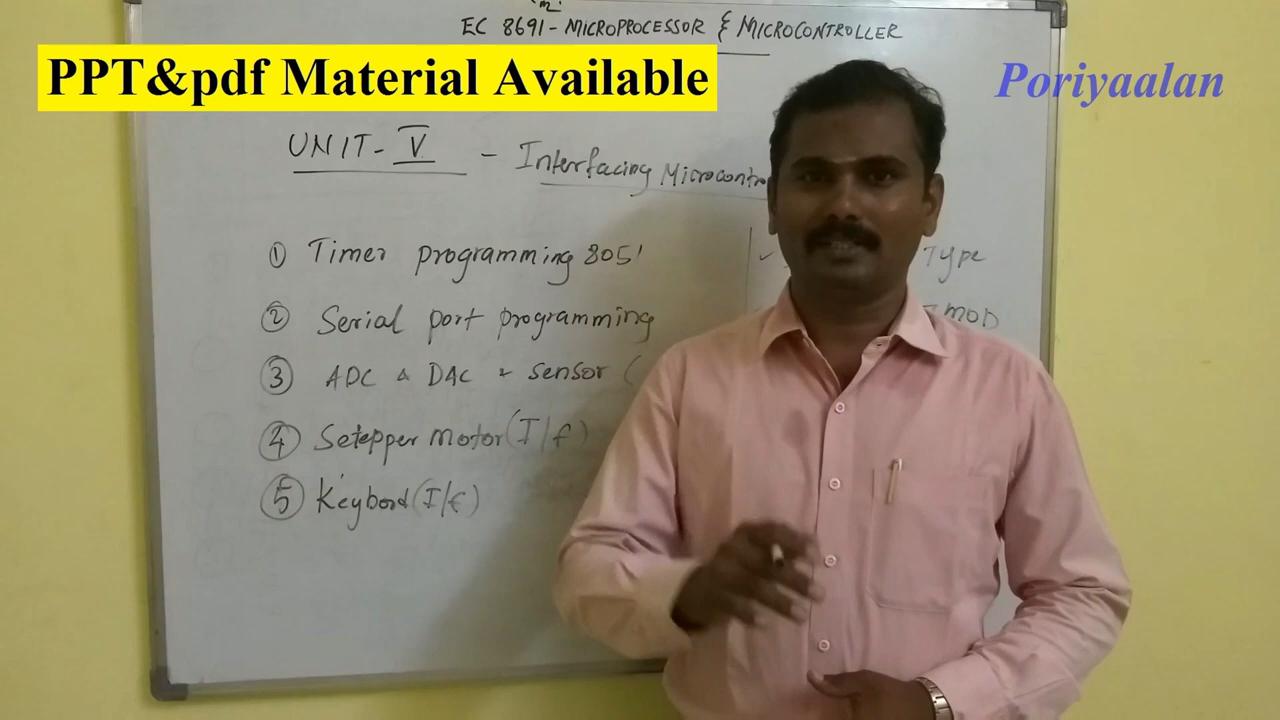 EC 8691 - MICROPROCESSOR & MICROCONTROLLER
PPT&pdf Material Available
Poriyaalan
UNIT - V - Interfacing Microcontro
① Timer programming 8051
Type
② Serial port programming
TMOD
③ ADC & DAC & sensor (
④ Setepper motor (I/f)
⑤ Keybord (I/f)